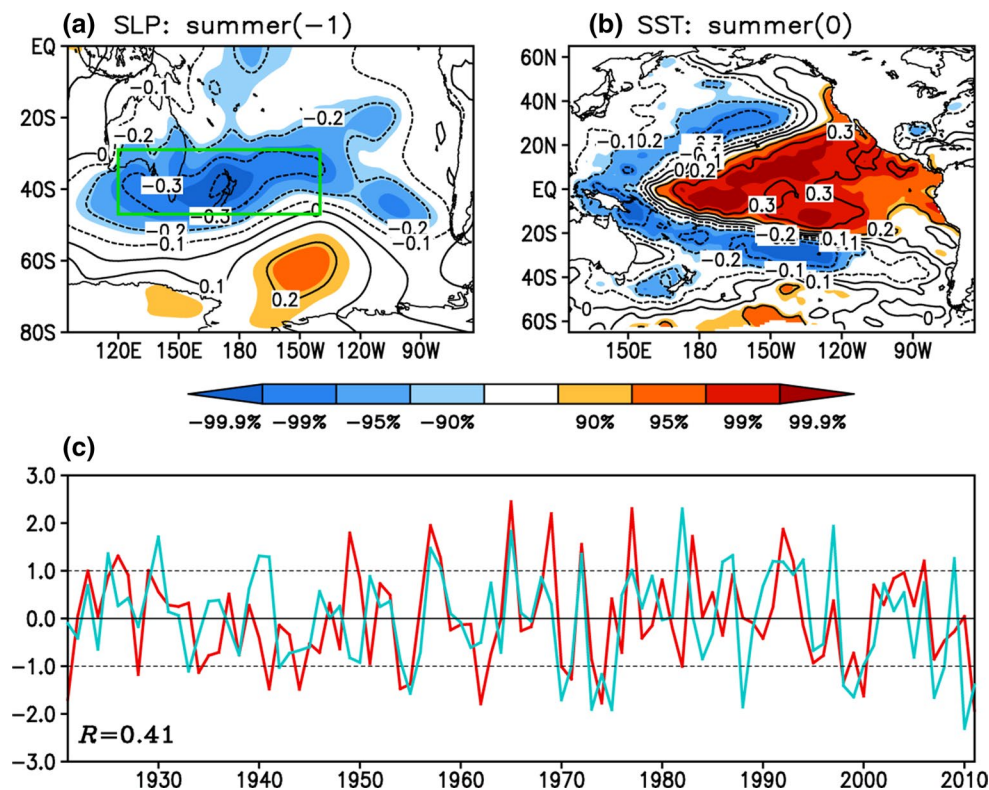 (a) SLP: summer(−1)
(b) SST: summer(0)
EQ
20S
40S
60S
80S
120E 150E 180 150W 120W 90W
−0.1
−0.2
−0.2
−0.3
−0.3
−0.2
−0.1
−0.2
−0.1
0.1
0.2
60N
40N
20N
EQ
20S
40S
60S
150E 180 150W 120W 90W
0.3
0.2
0.3
0.3
−0.2
0.2
−0.2
−0.1
0.1
0
−99.9% −99% −95% −90% 90% 95% 99% 99.9%
(c)
3.0
2.0
1.0
0.0
−1.0
−2.0
−3.0
R=0.41
1930 1940 1950 1960 1970 1980 1990 2000 2010